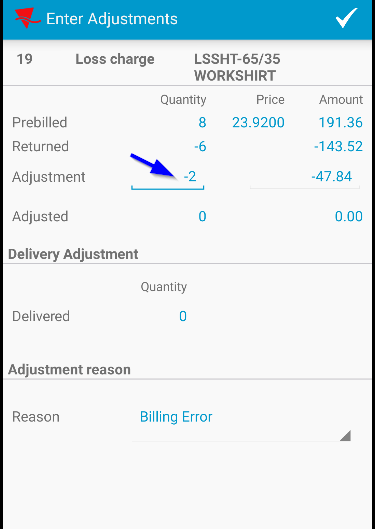 Enter Adjustments
19 Loss charge LSSHT-65/35
WORKSHIRT
Quantity Price Amount
Prebilled 8 23.9200 191.36
Returned -6 -143.52
Adjustment -2 -47.84
Adjusted 0 0.00
Delivery Adjustment
Quantity
Delivered 0
Adjustment reason
Reason Billing Error